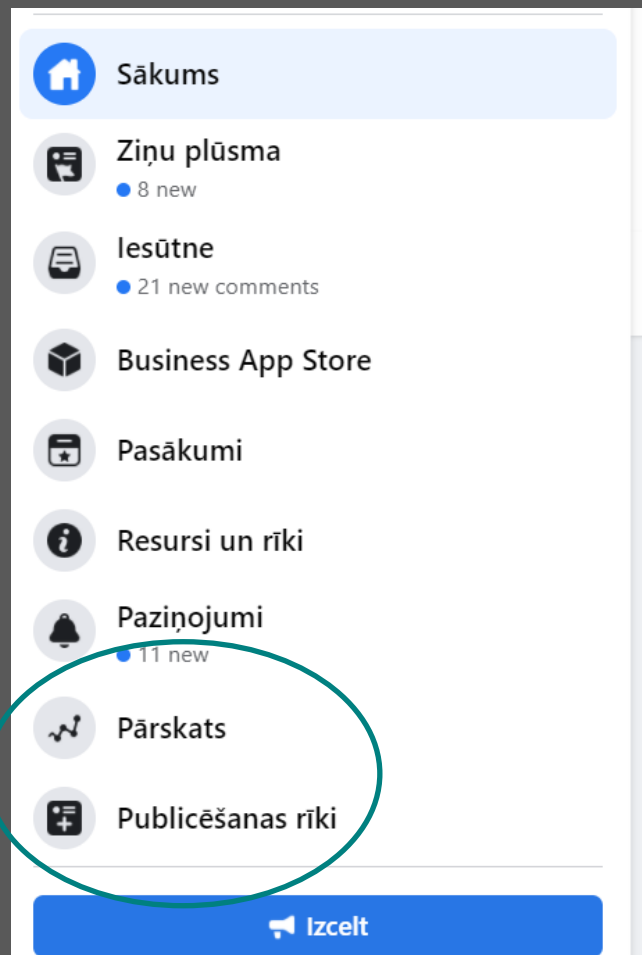 Sākums
Ziņu plūsma
8 new
Iesūtne
21 new comments
Business App Store
Pasākumi
Resursi un rīki
Paziņojumi
11 new
Pārskats
Publicēšanas rīki
Izcelt